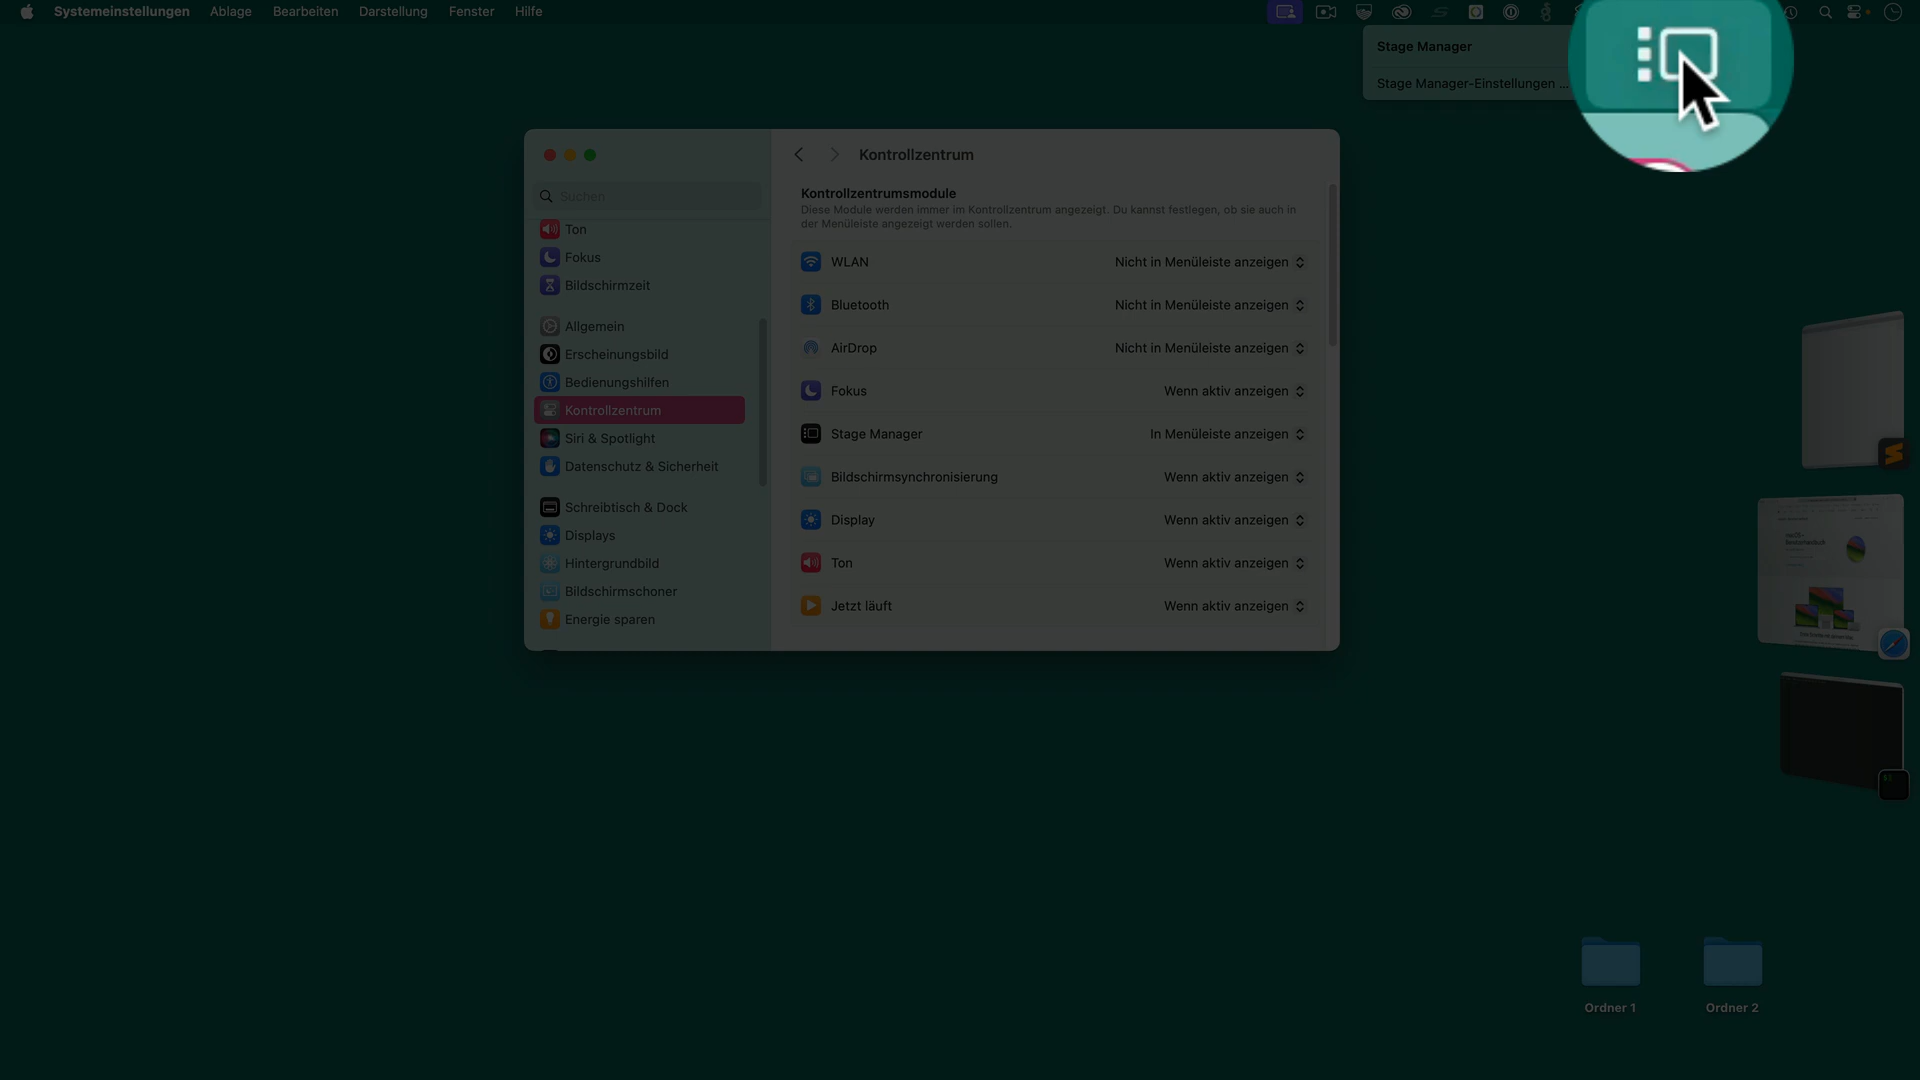 Systemeinstellungen Ablage Bearbeiten Darstellung Fenster Hilfe
Stage Manager
Stage Manager-Einstellungen ...
Kontrollzentrum
Suchen
Ton
Fokus
Bildschirmzeit
Allgemein
Erscheinungsbild
Bedienungshilfen
Kontrollzentrum
Siri & Spotlight
Datenschutz & Sicherheit
Schreibtisch & Dock
Displays
Hintergrundbild
Bildschirmschoner
Energie sparen
Kontrollzentrumsmodule
Diese Module werden immer im Kontrollzentrum angezeigt. Du kannst festlegen, ob sie auch in
der Menüleiste angezeigt werden sollen.
WLAN Nicht in Menüleiste anzeigen
Bluetooth Nicht in Menüleiste anzeigen
AirDrop Nicht in Menüleiste anzeigen
Fokus Wenn aktiv anzeigen
Stage Manager In Menüleiste anzeigen
Bildschirmsynchronisierung Wenn aktiv anzeigen
Display Wenn aktiv anzeigen
Ton Wenn aktiv anzeigen
Jetzt läuft Wenn aktiv anzeigen
Ordner 1
Ordner 2